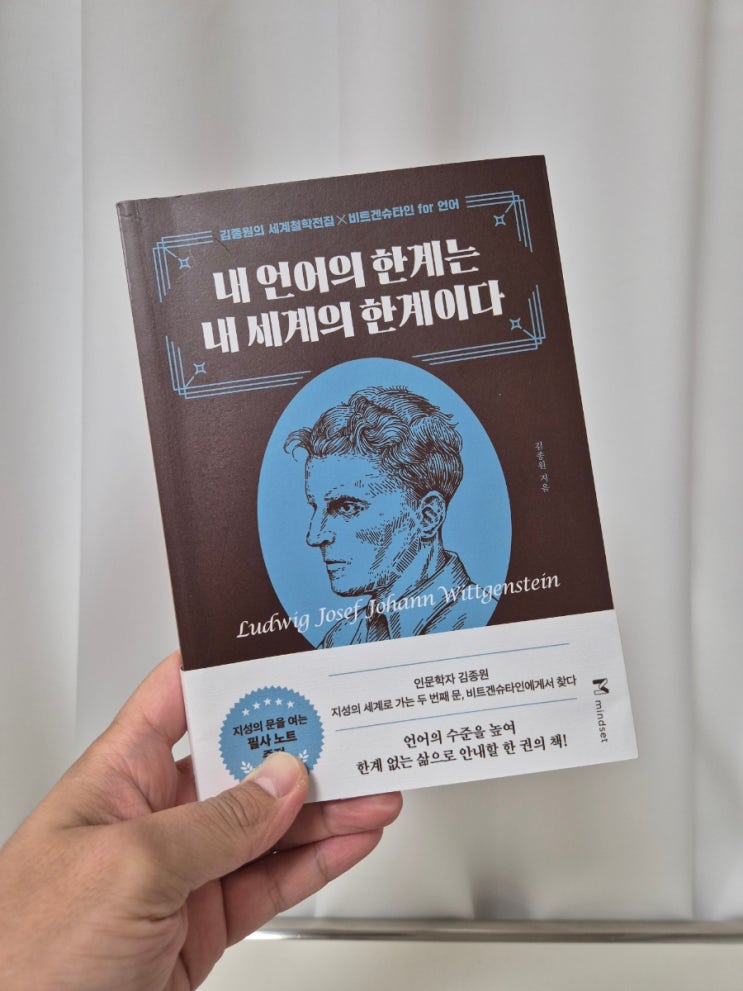 김종원의 세계철학전집×비트겐슈타인 for 언어
내 언어의 한계는
내 세계의 한계이다
김종원 지음
Ludwig Josef Johann Wittgenstein
인문학자 김종원
지성의 세계로 가는 두 번째 문, 비트겐슈타인에게서 찾다
언어의 수준을 높여
한계 없는 삶으로 안내할 한 권의 책!
지성의 문을 여는
필사 노트
mindset